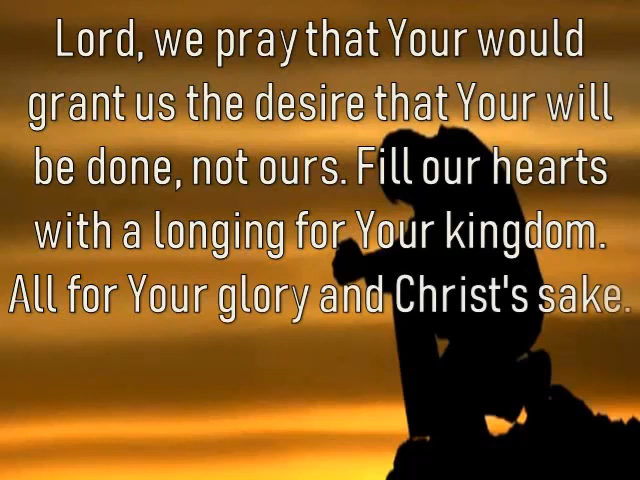 Lord, we pray that Your would
grant us the desire that Your will
be done, not ours. Fill our hearts
with a longing for Your kingdom.
All for Your glory and Christ's sake.